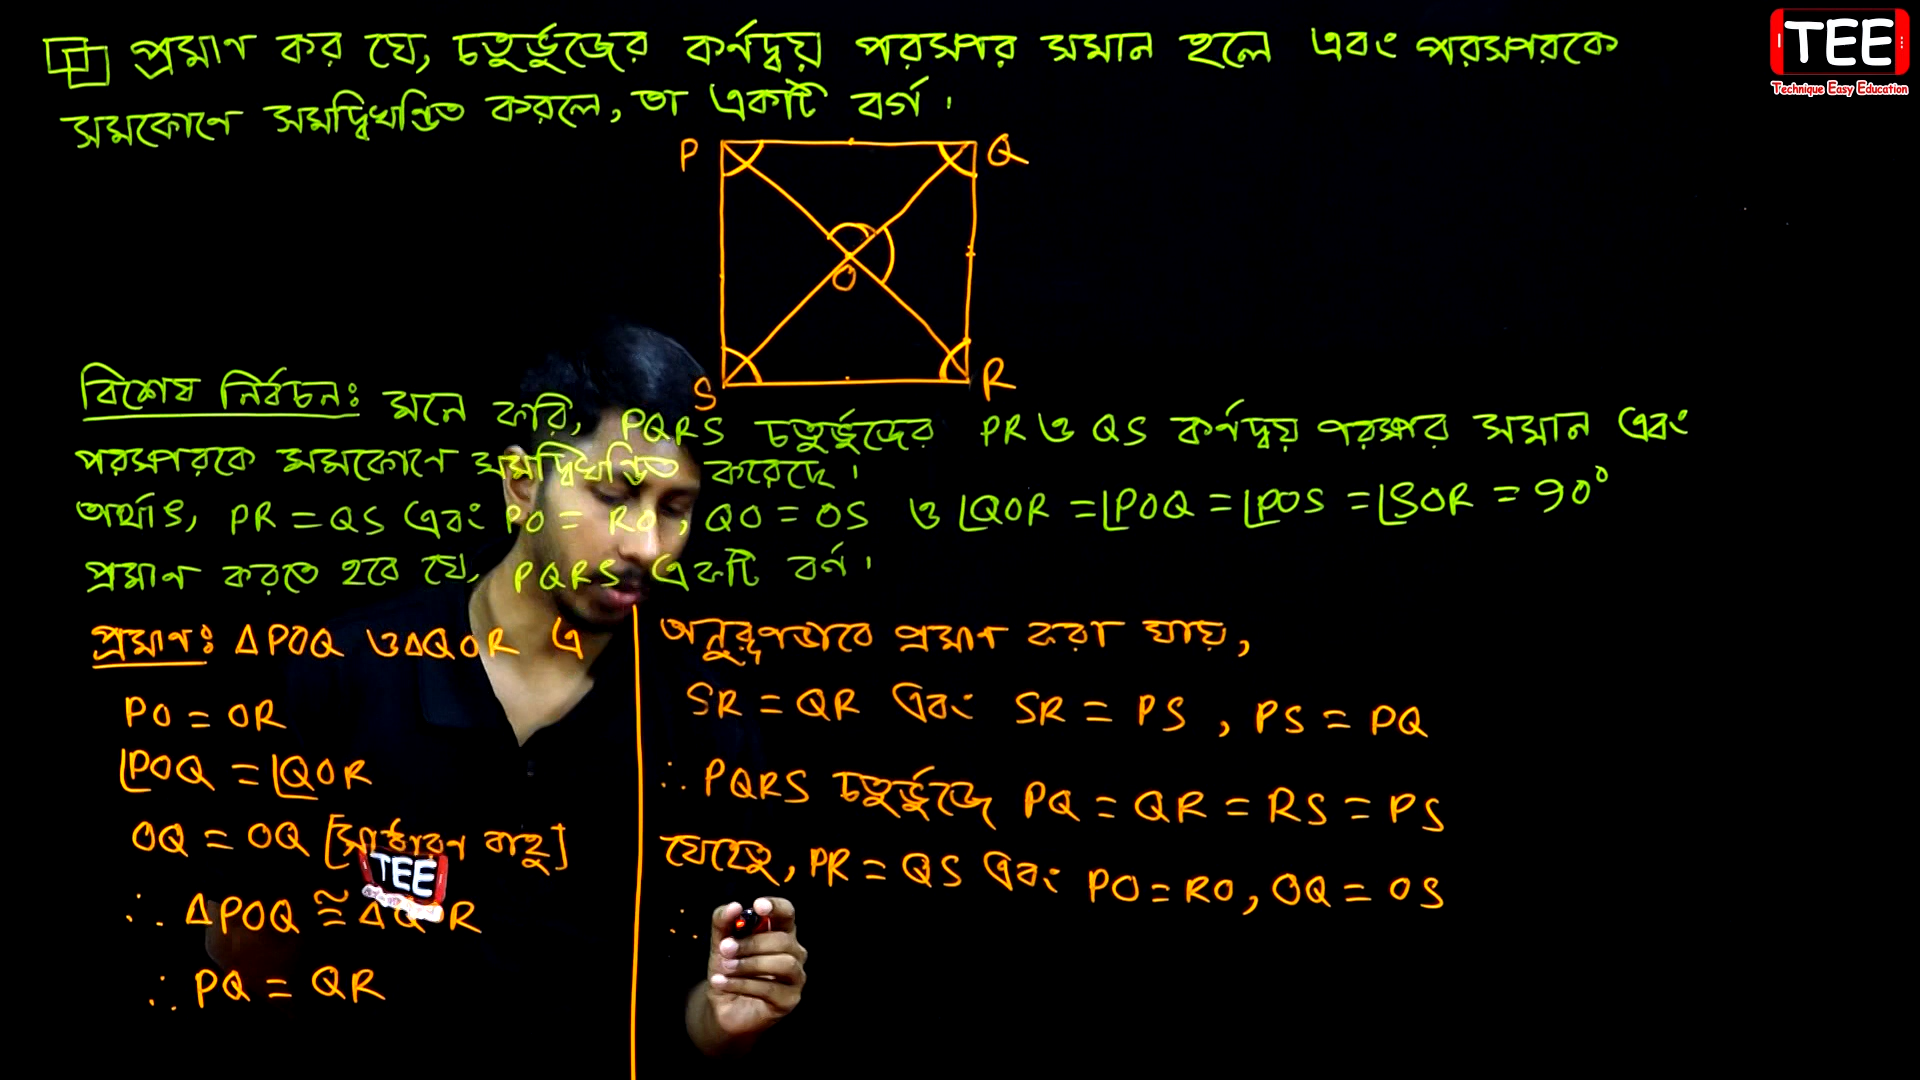 প্রমাণ কর যে, চতুর্ভুজের কর্ণদ্বয় পরস্পর সমান হলে এবং পরস্পরকে
সমকোণে সমদ্বিখন্ডিত করলে, তা একটি বর্গ।
TEE
Technique Easy Education
P
Q
O
S
R
বিশেষ নির্বচন: মনে করি, PQRS চতুর্ভুজের PR ও QS কর্ণদ্বয় পরস্পর সমান এবং
পরস্পরকে সমকোণে সমদ্বিখন্ডিত করেছে।
অর্থাৎ, PR = QS এবং PO = RO, QO = OS ও ∠QOR = ∠POQ = ∠POS = ∠SOR = 90°
প্রমাণ করতে হবে যে, PQRS একটি বর্গ।
প্রমাণ: ΔPOQ ও ΔQOR এ
PO = OR
∠POQ = ∠QOR
OQ = OQ [সাধারণ বাহু]
TEE
∴ ΔPOQ ≅ ΔQOR
∴ PQ = QR
অনুরূপভাবে প্রমাণ করা যায়,
SR = QR এবং SR = PS, PS = PQ
∴ PQRS চতুর্ভুজে PQ = QR = RS = PS
যেহেতু, PR = QS এবং PO = RO, OQ = OS
∴